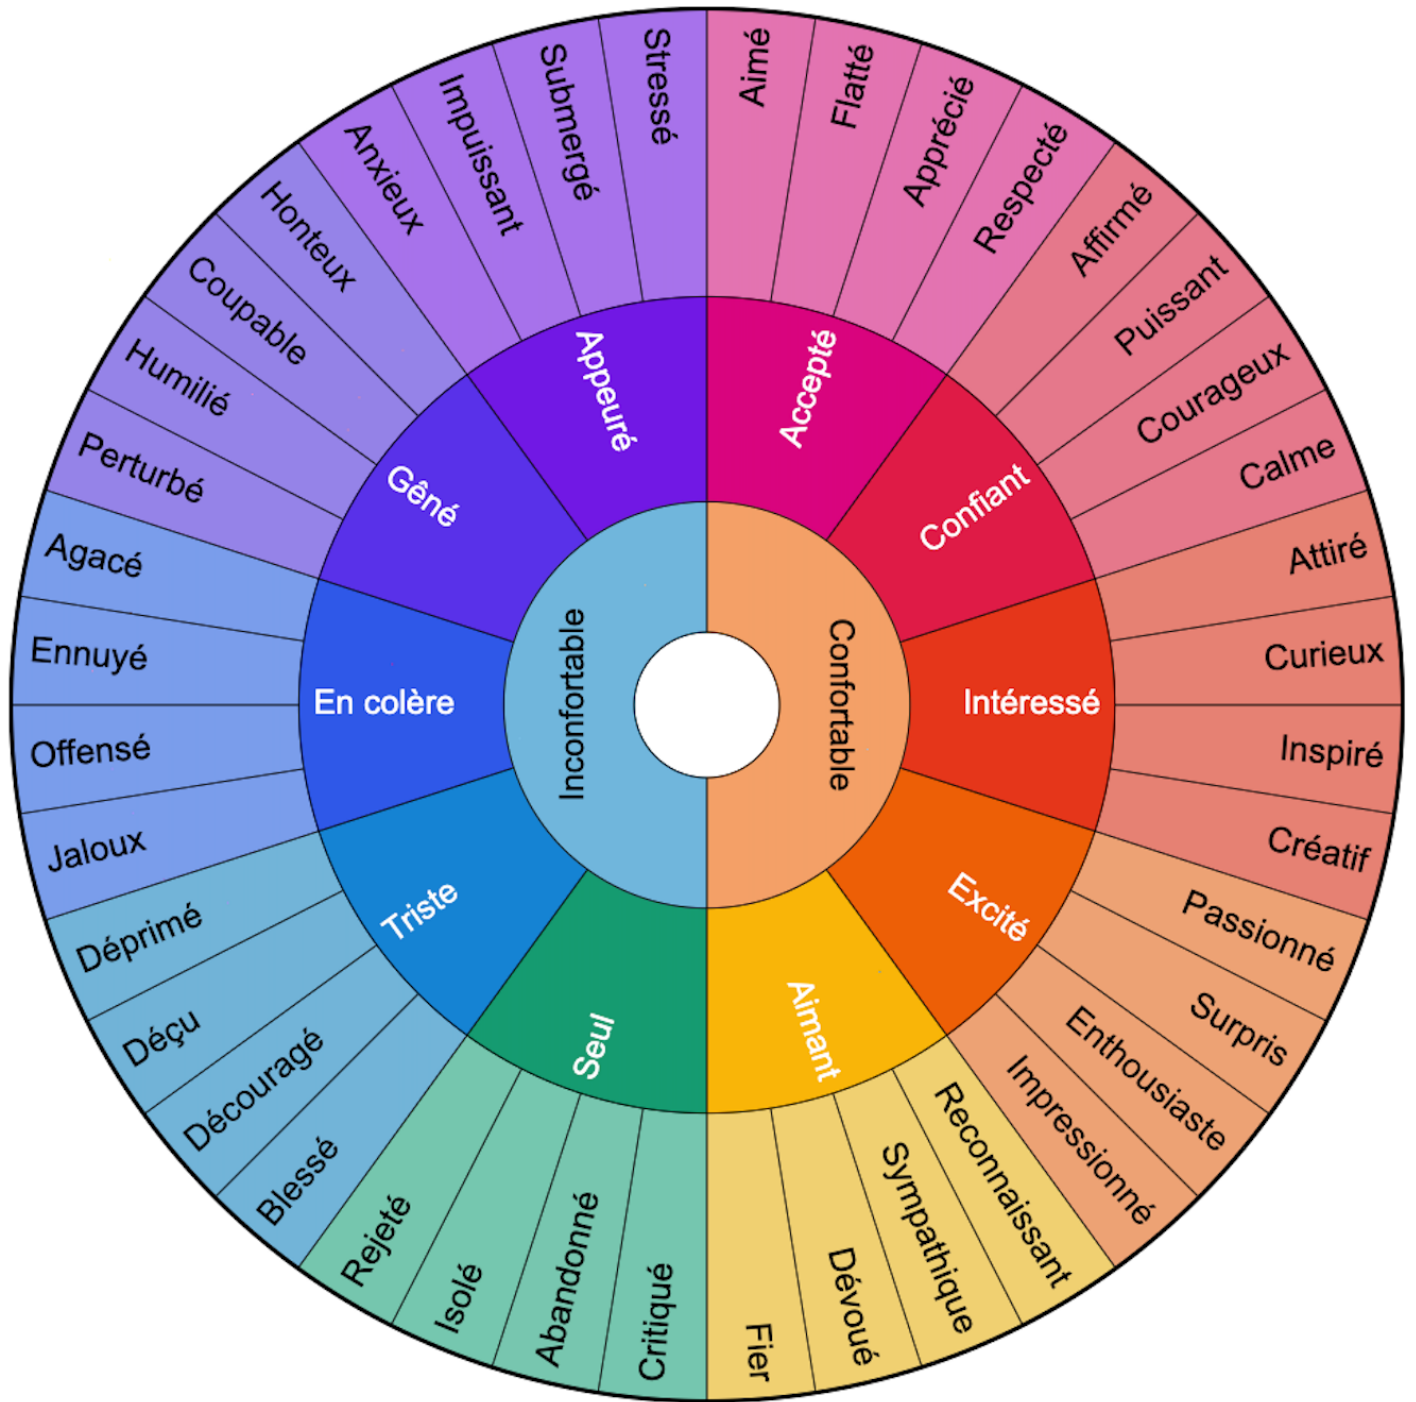 Inconfortable
Confortable
Appeuré
Accepté
Confiant
Intéressé
Excité
Aimant
Seul
Triste
En colère
Gêné
Aimé
Flatté
Apprécié
Respecté
Affirmé
Puissant
Courageux
Calme
Attiré
Curieux
Inspiré
Créatif
Passionné
Surpris
Enthousiaste
Impressionné
Reconnaissant
Sympathique
Dévoué
Fier
Critiqué
Abandonné
Isolé
Rejeté
Blessé
Découragé
Déçu
Déprimé
Jaloux
Offensé
Ennuyé
Agacé
Perturbé
Humilié
Coupable
Honteux
Anxieux
Impuissant
Submergé
Stressé